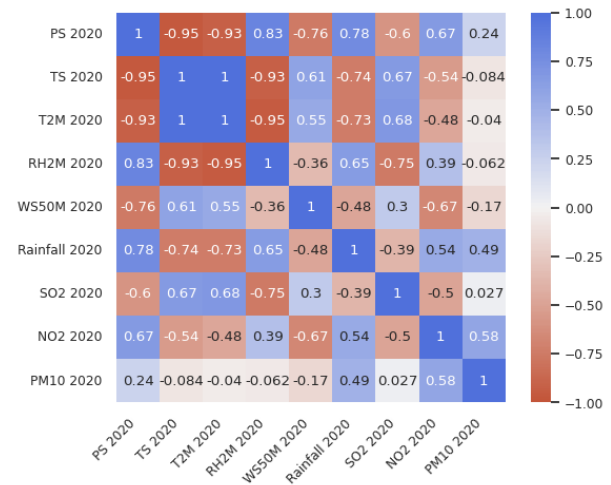 PS 2020 1 -0.95 -0.93 0.83 -0.76 0.78 -0.6 0.67 0.24
TS 2020 -0.95 1 1 -0.93 0.61 -0.74 0.67 -0.54 -0.084
T2M 2020 -0.93 1 1 -0.95 0.55 -0.73 0.68 -0.48 -0.04
RH2M 2020 0.83 -0.93 -0.95 1 -0.36 0.65 -0.75 0.39 -0.062
WS50M 2020 -0.76 0.61 0.55 -0.36 1 -0.48 0.3 -0.67 -0.17
Rainfall 2020 0.78 -0.74 -0.73 0.65 -0.48 1 -0.39 0.54 0.49
SO2 2020 -0.6 0.67 0.68 -0.75 0.3 -0.39 1 -0.5 0.027
NO2 2020 0.67 -0.54 -0.48 0.39 -0.67 0.54 -0.5 1 0.58
PM10 2020 0.24 -0.084 -0.04 -0.062 -0.17 0.49 0.027 0.58 1
PS 2020 TS 2020 T2M 2020 RH2M 2020 WS50M 2020 Rainfall 2020 SO2 2020 NO2 2020 PM10 2020
1.00
0.75
0.50
0.25
0.00
−0.25
−0.50
−0.75
−1.00